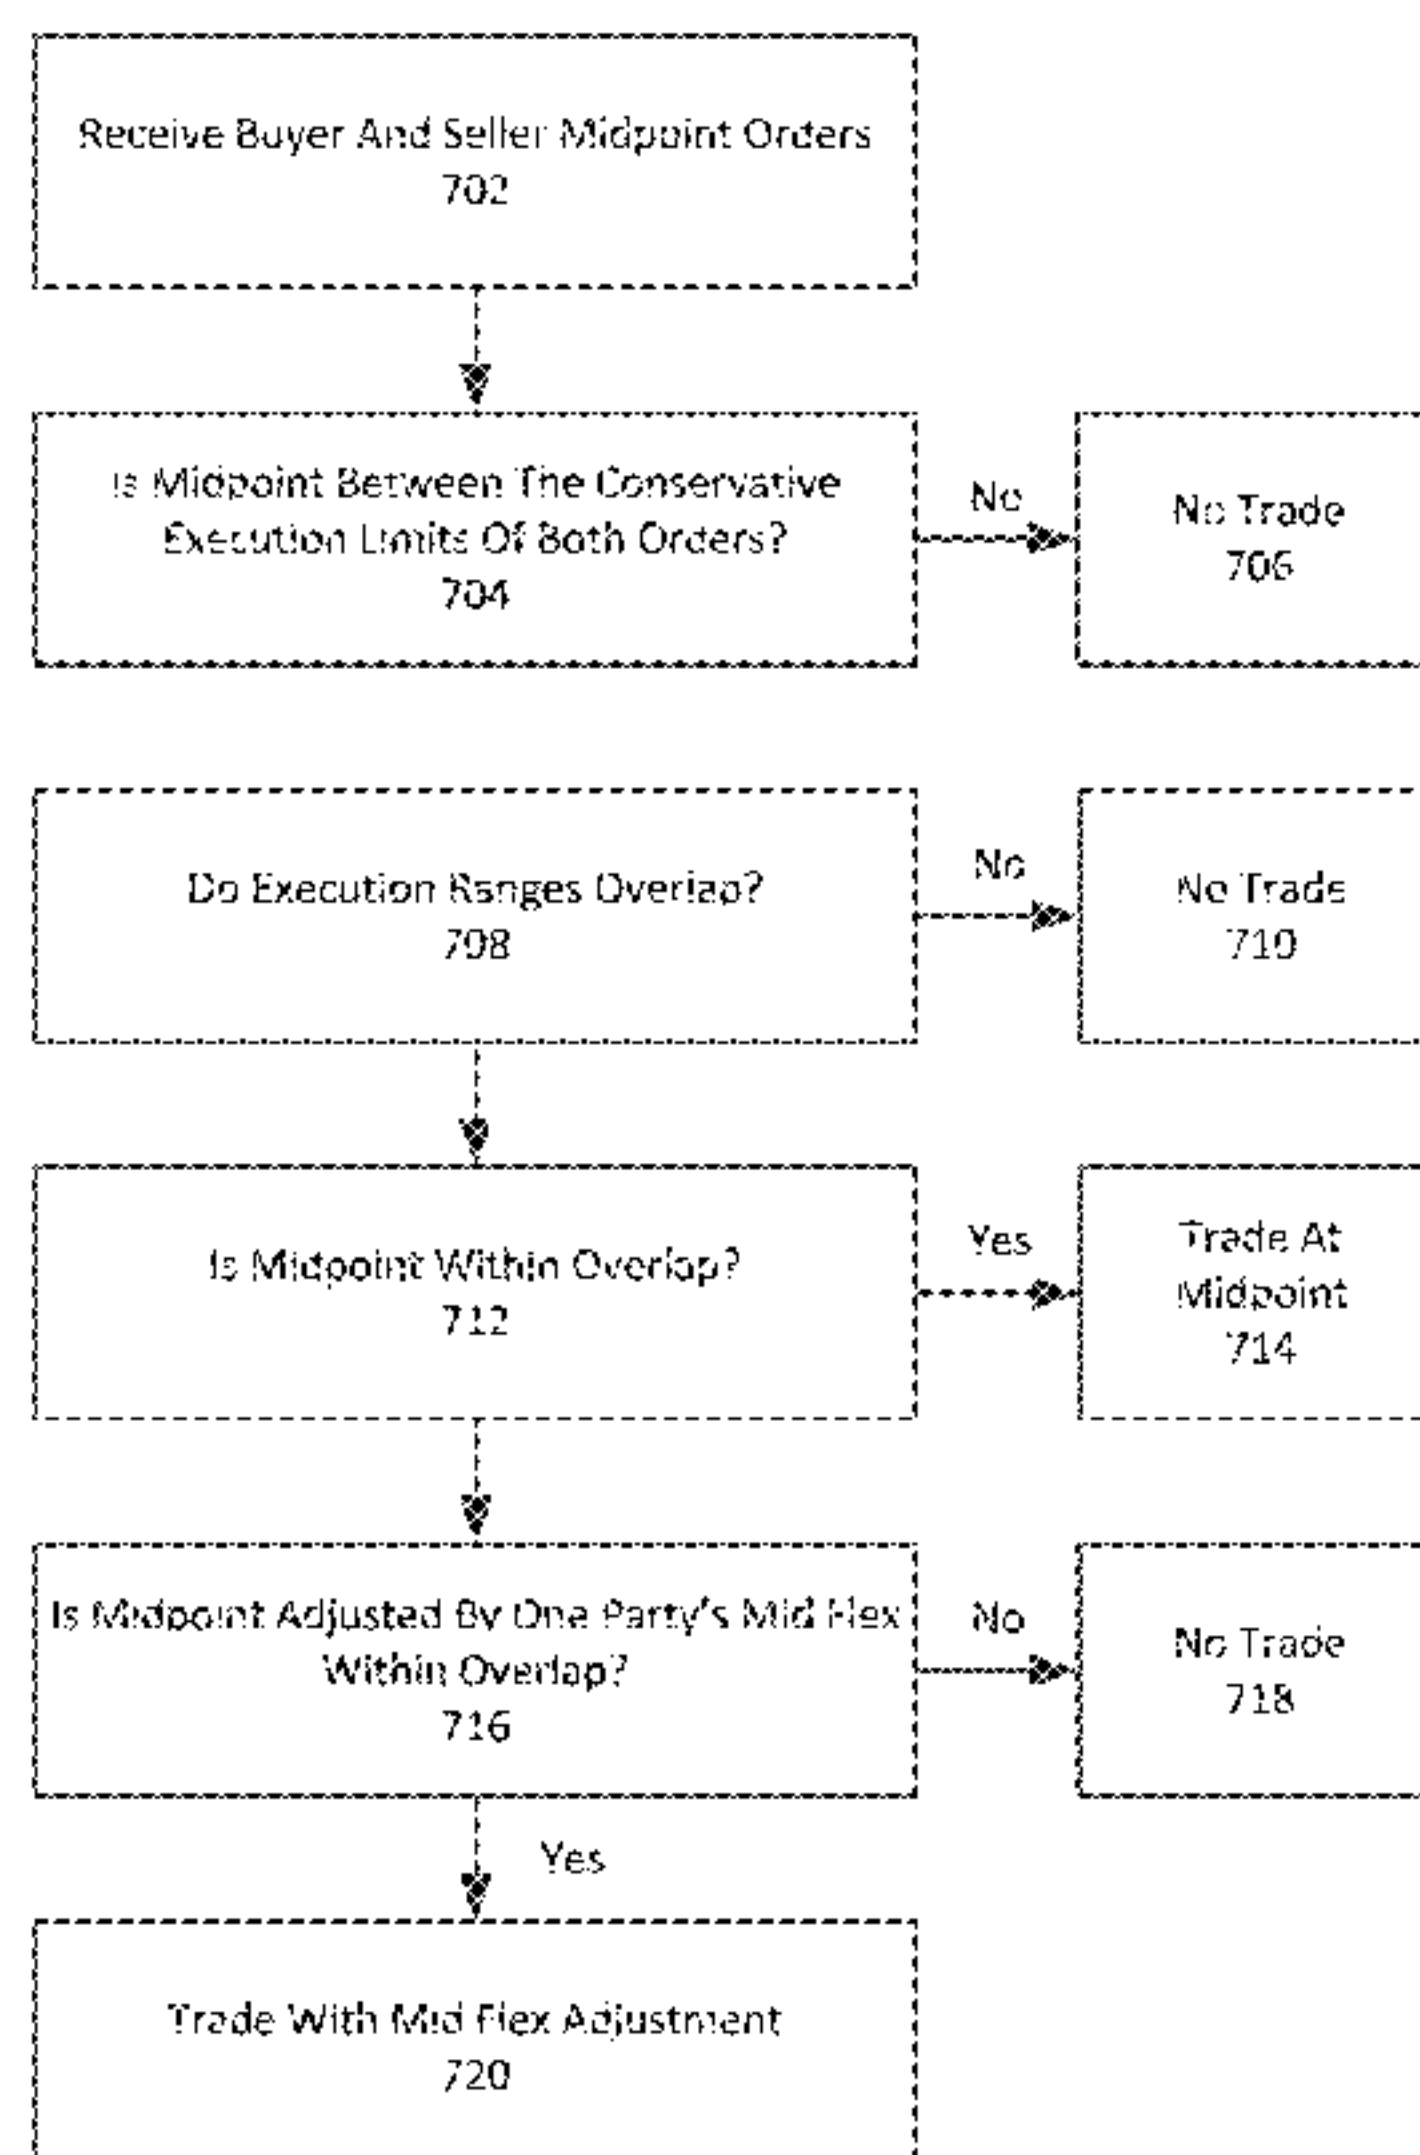 Receive Buyer And Seller Midpoint Orders
702
Is Midpoint Between The Conservative
Execution Limits Of Both Orders?
704
No
No Trade
706
Do Execution Ranges Overlap?
708
No
No Trade
710
Is Midpoint Within Overlap?
712
Yes
Trade At
Midpoint
714
Is Midpoint Adjusted By One Party's Mid Flex
Within Overlap?
716
No
No Trade
718
Yes
Trade With Mid Flex Adjustment
720